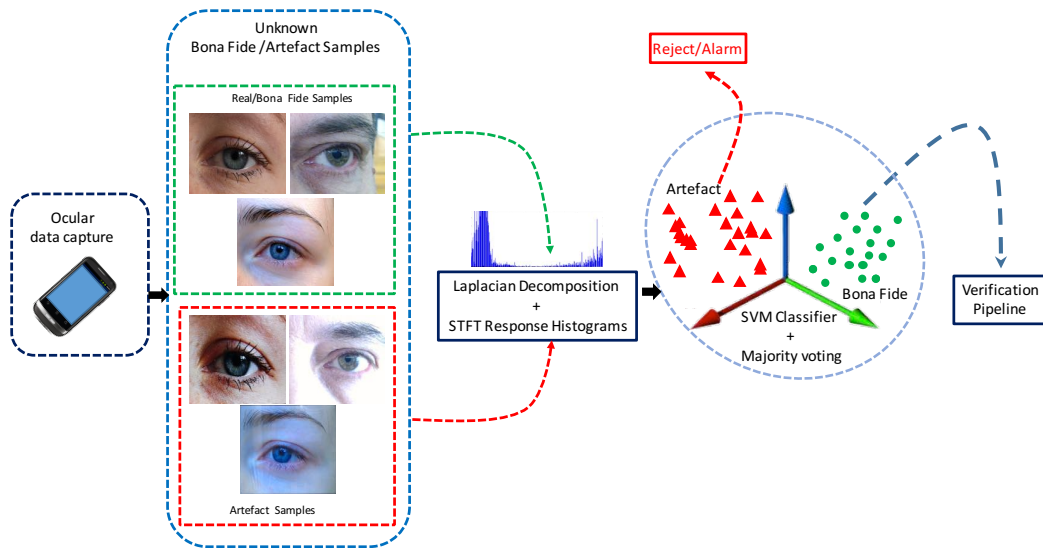 Unknown
Bona Fide /Artefact Samples
Real/Bona Fide Samples
Ocular
data capture
Artefact Samples
Laplacian Decomposition
+
STFT Response Histograms
Reject/Alarm
Artefact
Bona Fide
SVM Classifier
+
Majority voting
Verification
Pipeline